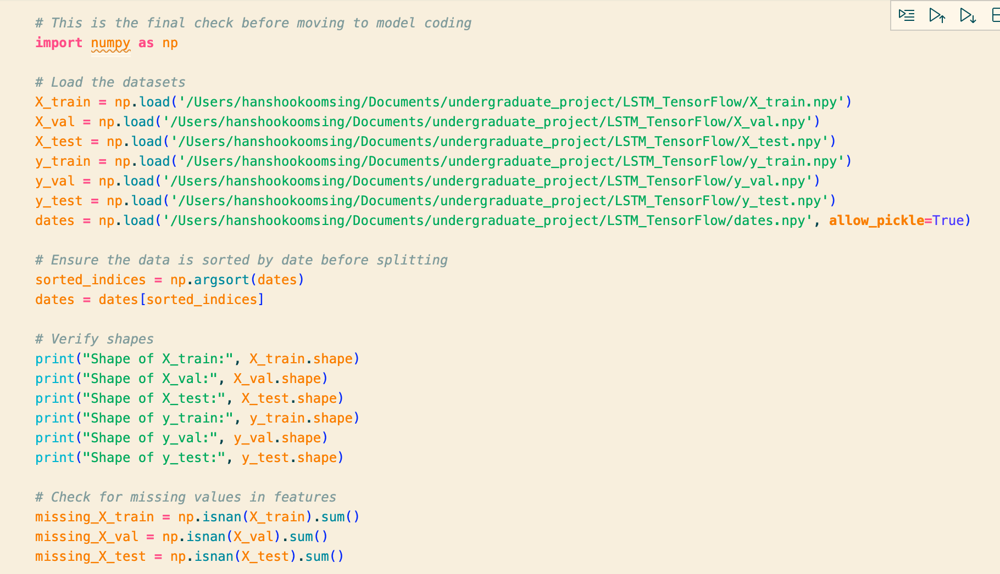 # This is the final check before moving to model coding
import numpy as np
# Load the datasets
X_train = np.load('/Users/hanshookoomsing/Documents/undergraduate_project/LSTM_TensorFlow/X_train.npy')
X_val = np.load('/Users/hanshookoomsing/Documents/undergraduate_project/LSTM_TensorFlow/X_val.npy')
X_test = np.load('/Users/hanshookoomsing/Documents/undergraduate_project/LSTM_TensorFlow/X_test.npy')
y_train = np.load('/Users/hanshookoomsing/Documents/undergraduate_project/LSTM_TensorFlow/y_train.npy')
y_val = np.load('/Users/hanshookoomsing/Documents/undergraduate_project/LSTM_TensorFlow/y_val.npy')
y_test = np.load('/Users/hanshookoomsing/Documents/undergraduate_project/LSTM_TensorFlow/y_test.npy')
dates = np.load('/Users/hanshookoomsing/Documents/undergraduate_project/LSTM_TensorFlow/dates.npy', allow_pickle=True)
# Ensure the data is sorted by date before splitting
sorted_indices = np.argsort(dates)
dates = dates[sorted_indices]
# Verify shapes
print("Shape of X_train:", X_train.shape)
print("Shape of X_val:", X_val.shape)
print("Shape of X_test:", X_test.shape)
print("Shape of y_train:", y_train.shape)
print("Shape of y_val:", y_val.shape)
print("Shape of y_test:", y_test.shape)
# Check for missing values in features
missing_X_train = np.isnan(X_train).sum()
missing_X_val = np.isnan(X_val).sum()
missing_X_test = np.isnan(X_test).sum()